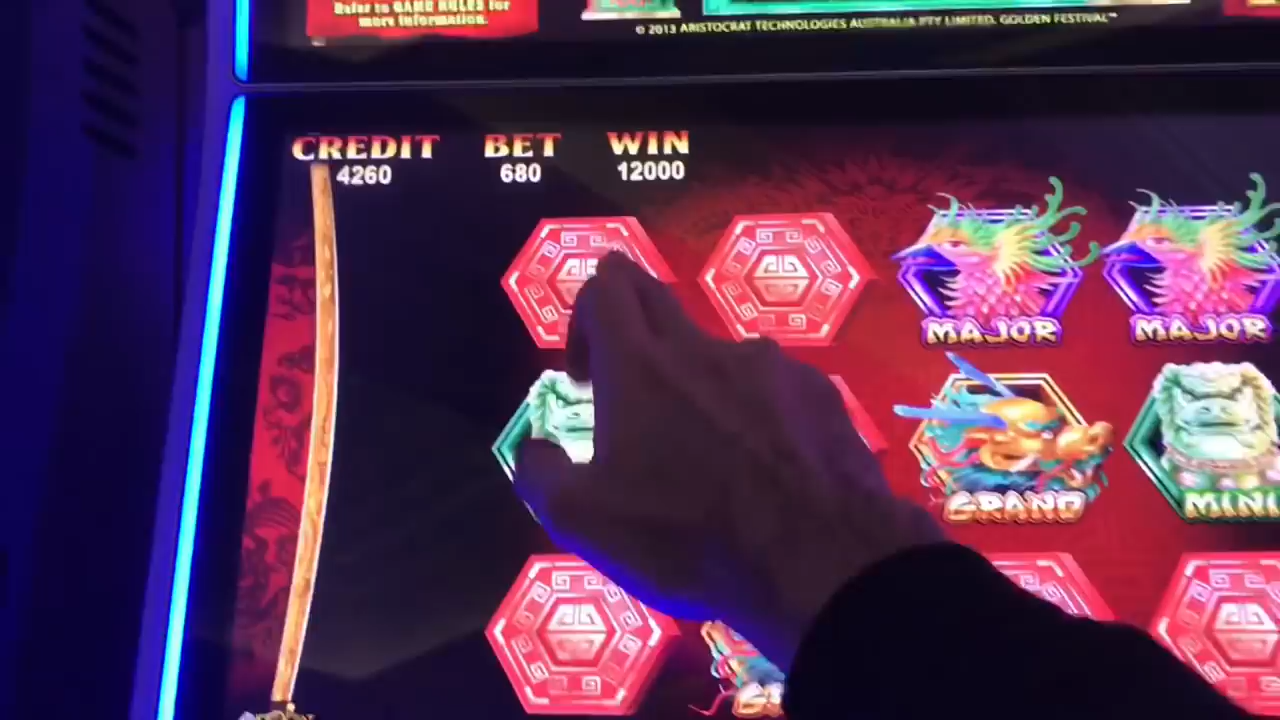 Refer to GAME RULES for
more information.
© 2013 ARISTOCRAT TECHNOLOGIES AUSTRALIA PTY LIMITED. GOLDEN FESTIVAL™
CREDIT BET WIN
4260 680 12000
MAJOR MAJOR
GRAND MINI